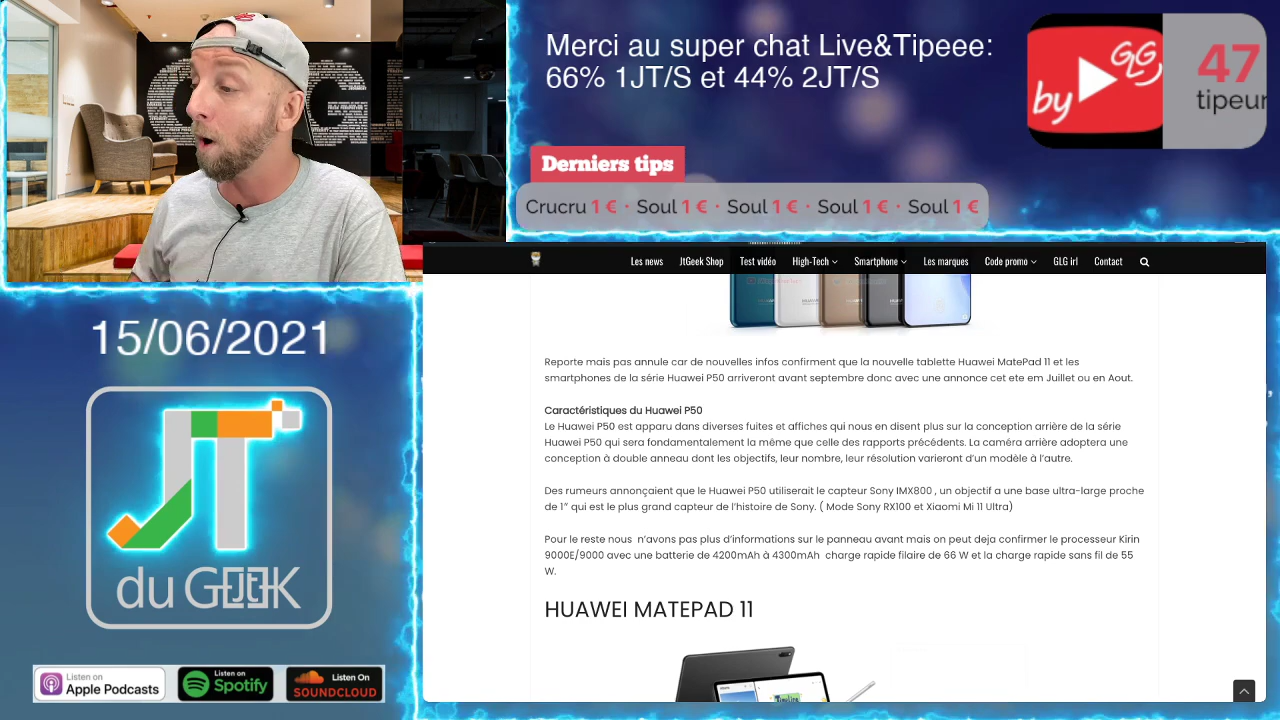 Merci au super chat Live&Tipeee:
66% 1JT/S et 44% 2JT/S
by GLG
47
tipeur
Derniers tips
Crucru 1 € · Soul 1 € · Soul 1 € · Soul 1 € · Soul 1 €
Les news JtGeek Shop Test vidéo High-Tech Smartphone Les marques Code promo GLG irl Contact
Reporte mais pas annule car de nouvelles infos confirment que la nouvelle tablette Huawei MatePad 11 et les
smartphones de la série Huawei P50 arriveront avant septembre donc avec une annonce cet ete em Juillet ou en Aout.
Caractéristiques du Huawei P50
Le Huawei P50 est apparu dans diverses fuites et affiches qui nous en disent plus sur la conception arrière de la série
Huawei P50 qui sera fondamentalement la même que celle des rapports précédents. La caméra arrière adoptera une
conception à double anneau dont les objectifs, leur nombre, leur résolution varieront d'un modèle à l'autre.
Des rumeurs annonçaient que le Huawei P50 utiliserait le capteur Sony IMX800 , un objectif a une base ultra-large proche
de 1″ qui est le plus grand capteur de l'histoire de Sony. ( Mode Sony RX100 et Xiaomi Mi 11 Ultra)
Pour le reste nous n'avons pas plus d'informations sur le panneau avant mais on peut deja confirmer le processeur Kirin
9000E/9000 avec une batterie de 4200mAh à 4300mAh charge rapide filaire de 66 W et la charge rapide sans fil de 55
W.
HUAWEI MATEPAD 11
15/06/2021
JT
du GEEK
Listen on
Apple Podcasts
Listen on
Spotify
Listen On
SOUNDCLOUD